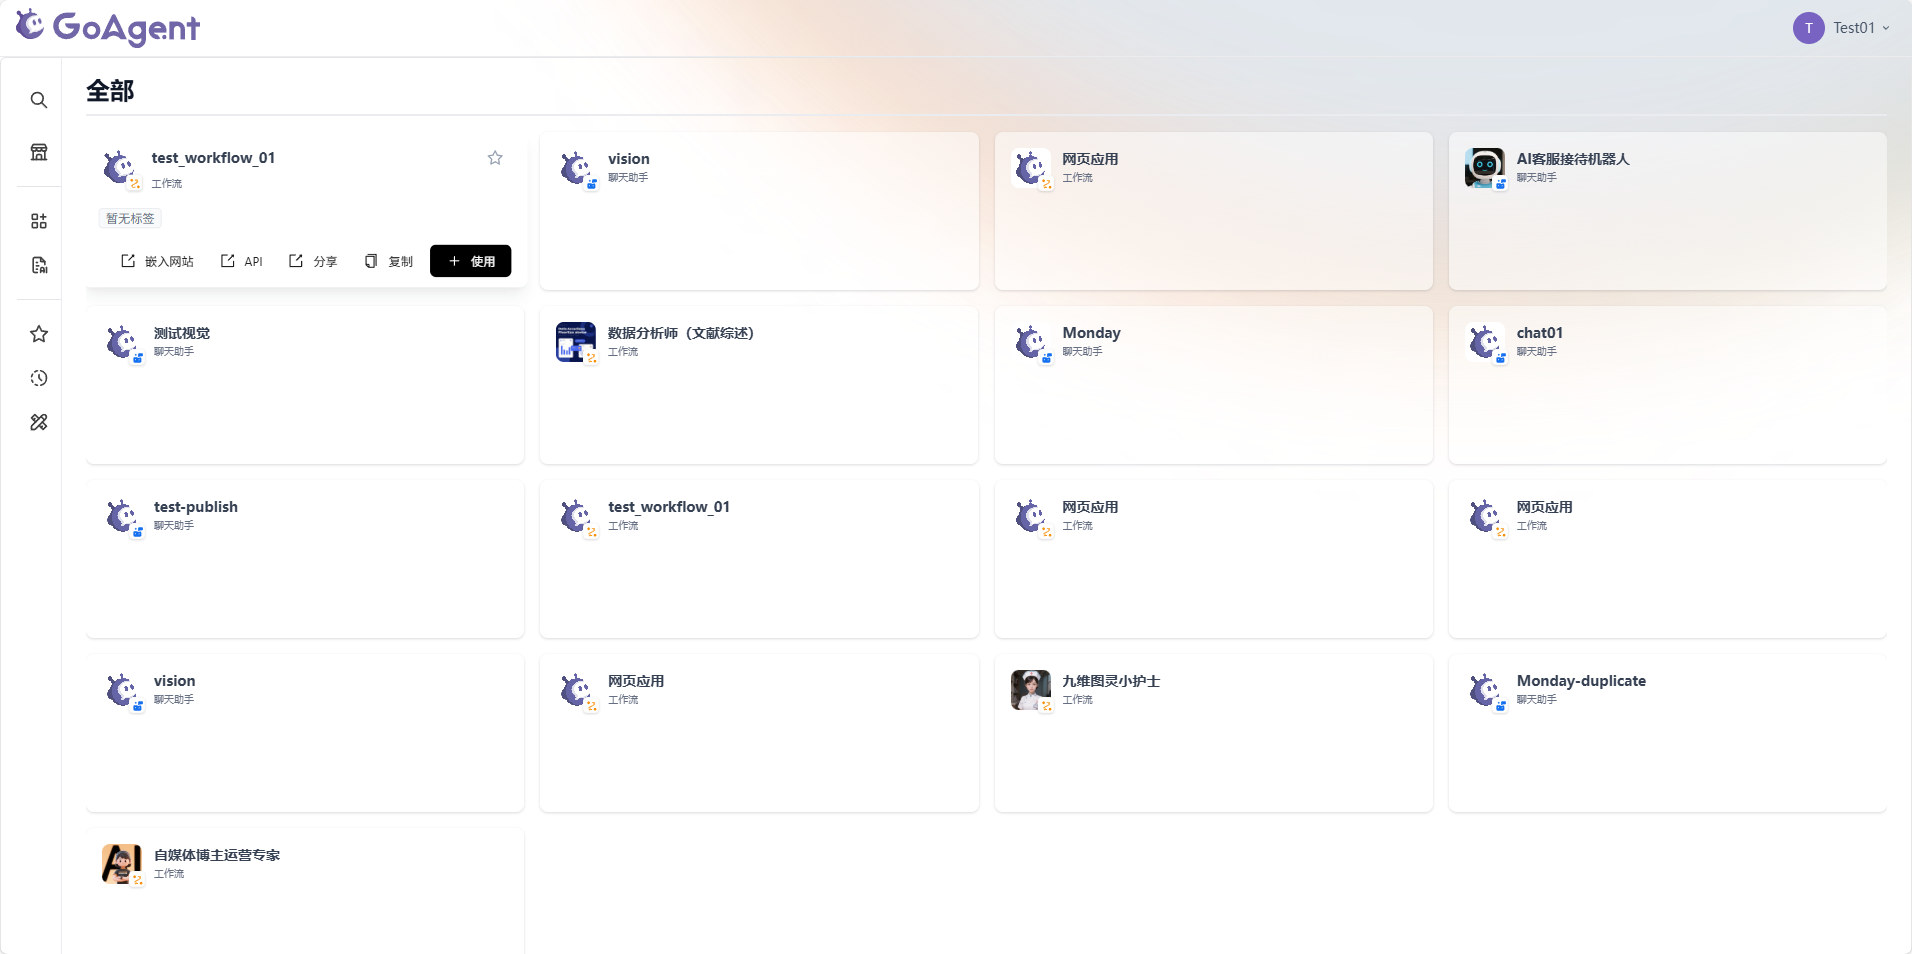 GoAgent
T Test01
全部
test_workflow_01
工作流
暂无标签
嵌入网站 API 分享 复制 使用
vision
聊天助手
网页应用
工作流
AI客服接待机器人
聊天助手
测试视觉
聊天助手
数据分析师（文献综述）
工作流
Monday
聊天助手
chat01
聊天助手
test-publish
聊天助手
test_workflow_01
工作流
网页应用
工作流
网页应用
工作流
vision
聊天助手
网页应用
工作流
九维图灵小护士
工作流
Monday-duplicate
聊天助手
自媒体博主运营专家
工作流